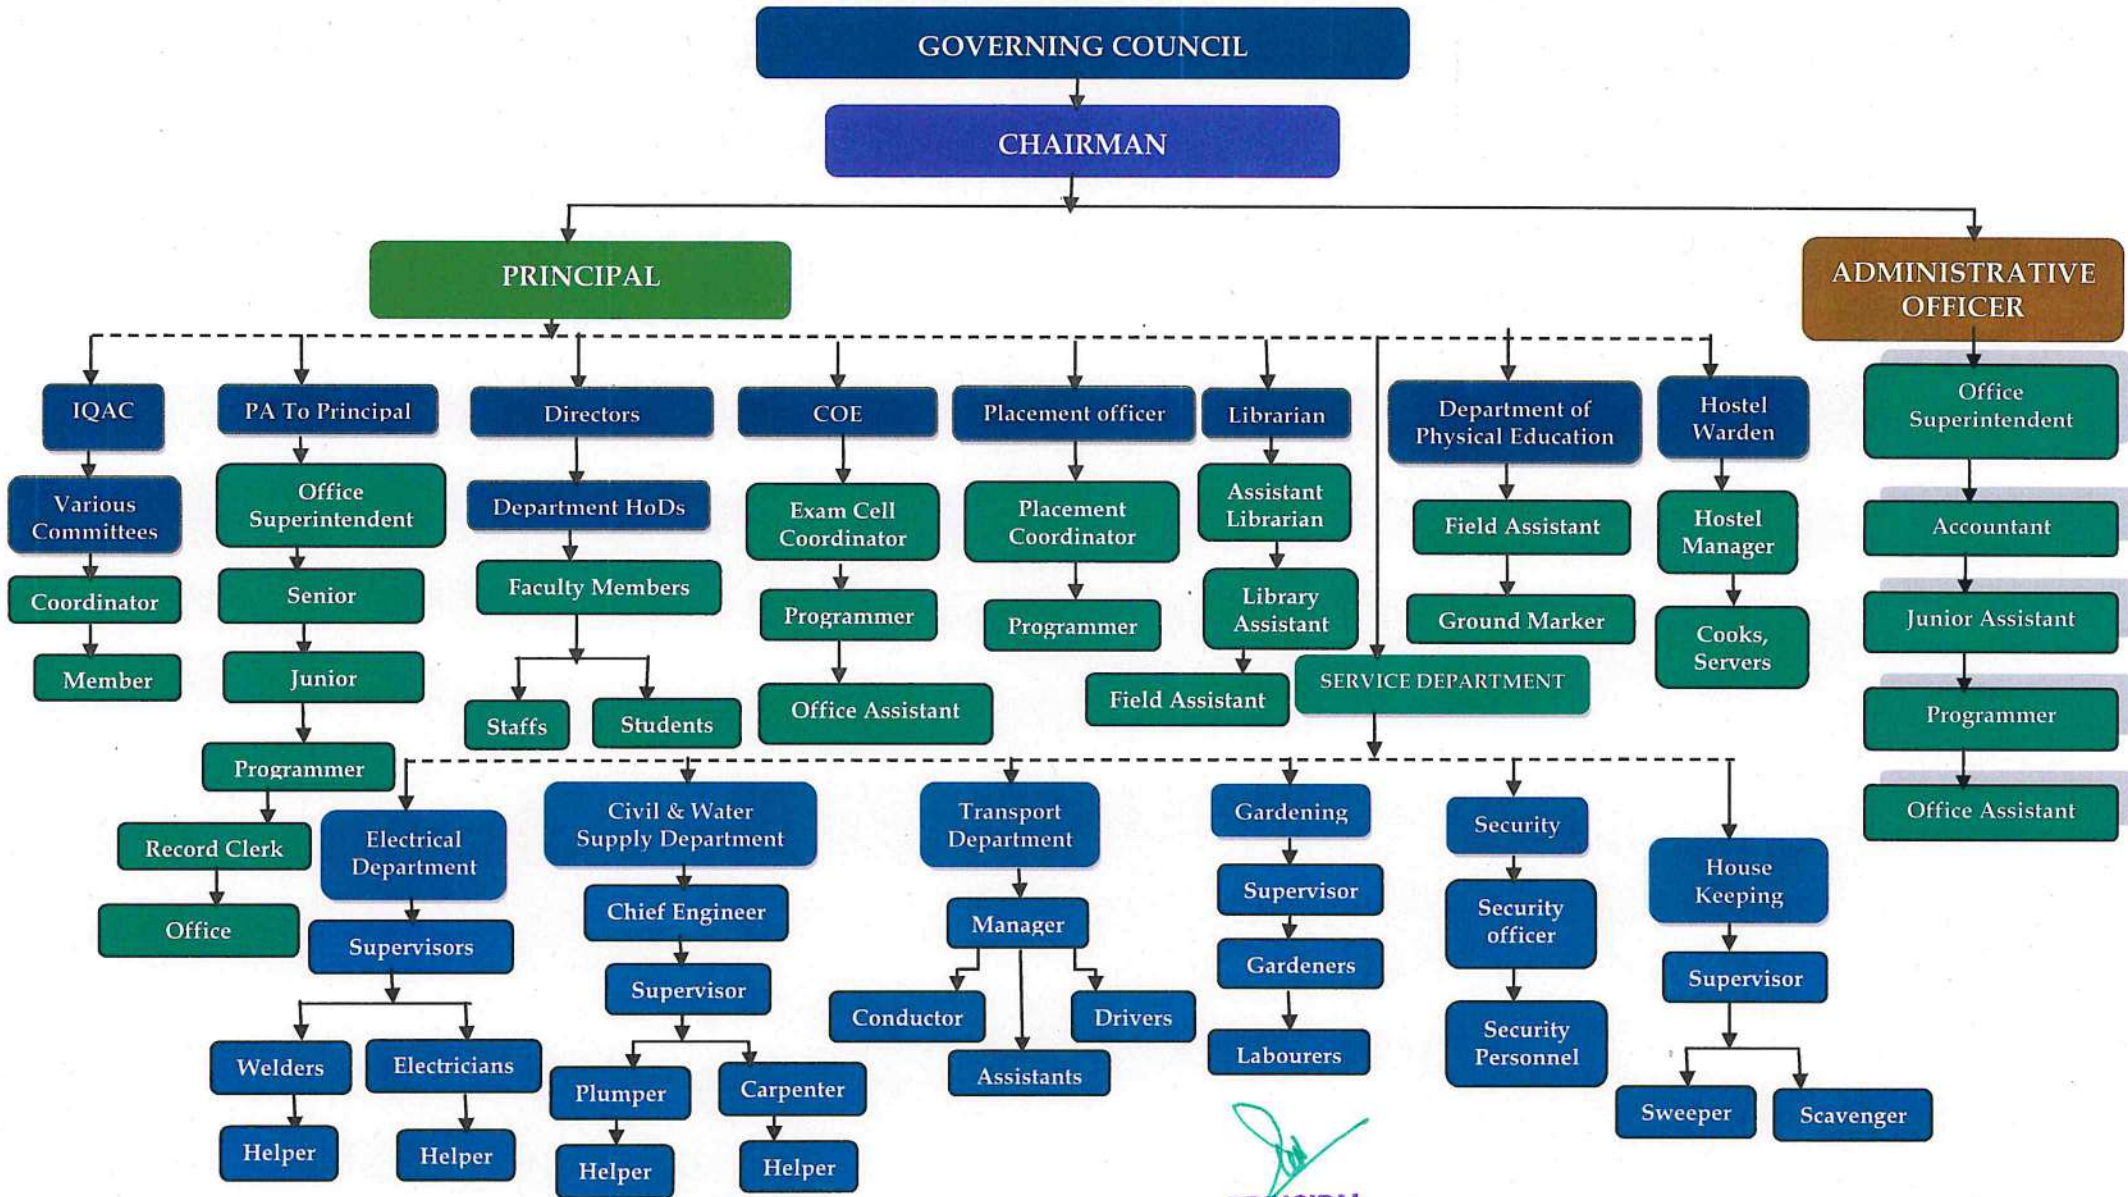 GOVERNING COUNCIL
CHAIRMAN
PRINCIPAL
ADMINISTRATIVE
OFFICER
IQAC
PA To Principal
Directors
COE
Placement officer
Librarian
Department of
Physical Education
Hostel
Warden
Office
Superintendent
Various
Committees
Office
Superintendent
Department HoDs
Exam Cell
Coordinator
Placement
Coordinator
Assistant
Librarian
Field Assistant
Hostel
Manager
Accountant
Coordinator
Senior
Faculty Members
Programmer
Programmer
Library
Assistant
Ground Marker
Cooks,
Servers
Junior Assistant
Member
Junior
Staffs
Students
Office Assistant
Field Assistant
SERVICE DEPARTMENT
Programmer
Programmer
Record Clerk
Office
Electrical
Department
Civil & Water
Supply Department
Transport
Department
Gardening
Security
House
Keeping
Office Assistant
Supervisors
Chief Engineer
Manager
Supervisor
Security
officer
Supervisor
Supervisor
Gardeners
Conductor
Drivers
Assistants
Labourers
Security
Personnel
Welders
Electricians
Plumper
Carpenter
Sweeper
Scavenger
Helper
Helper
Helper
Helper